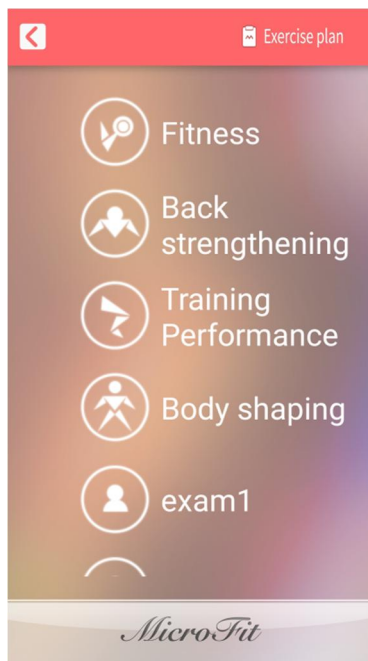 Exercise plan
Fitness
Back
strengthening
Training
Performance
Body shaping
exam1
MicroFit